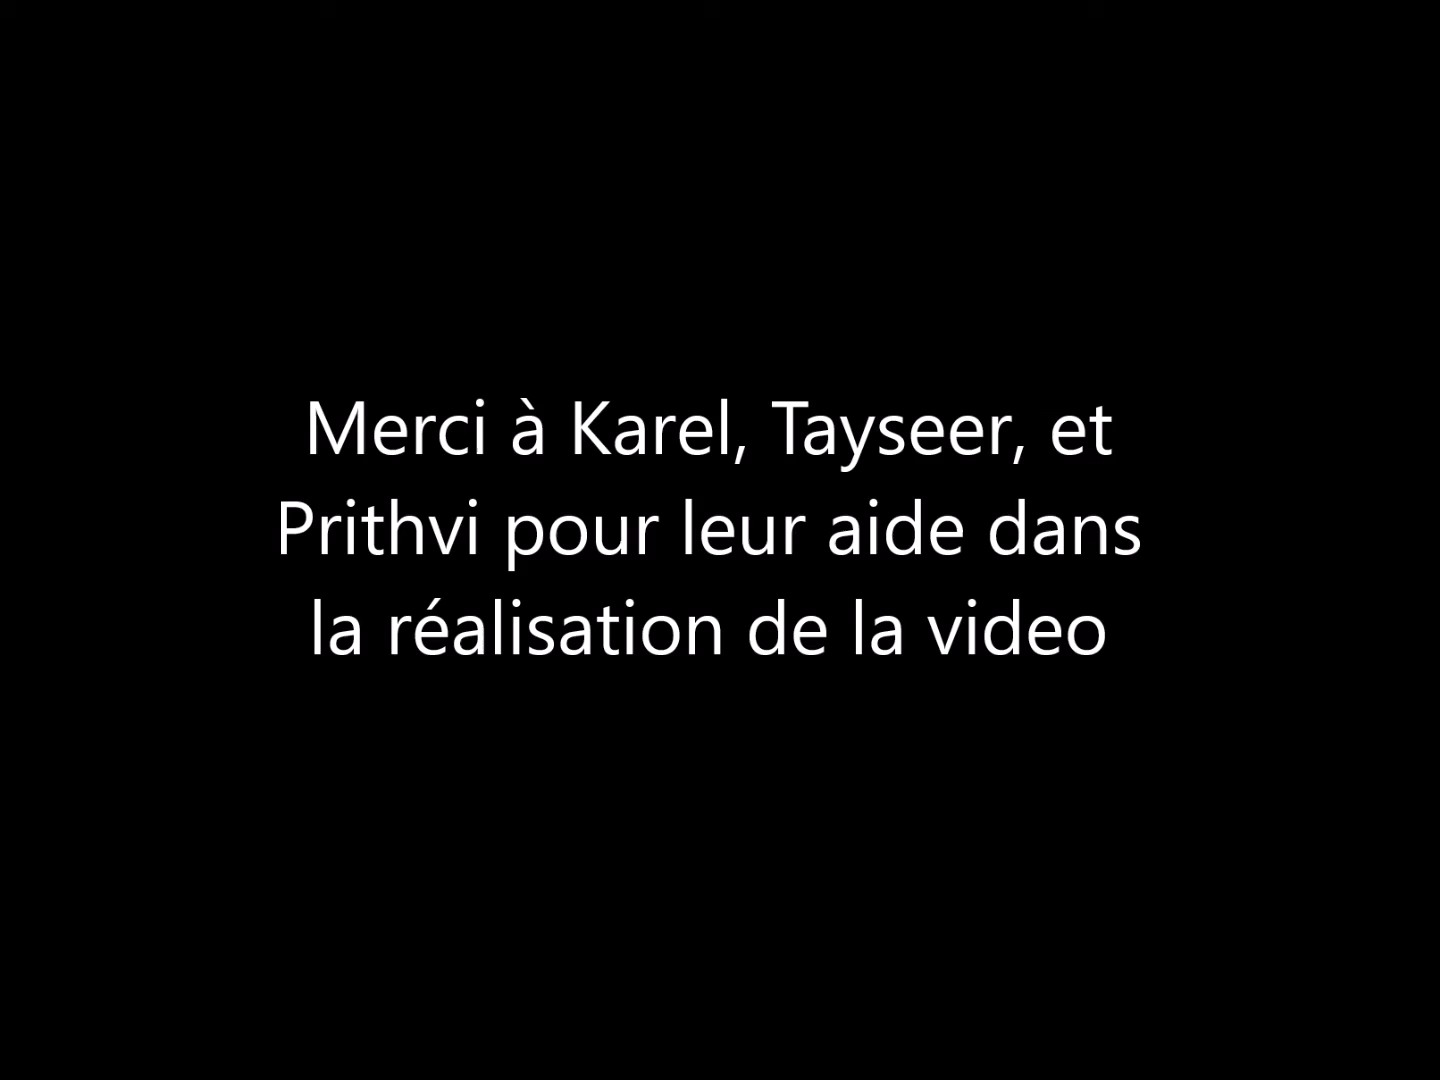 Merci à Karel, Tayseer, et
Prithvi pour leur aide dans
la réalisation de la video